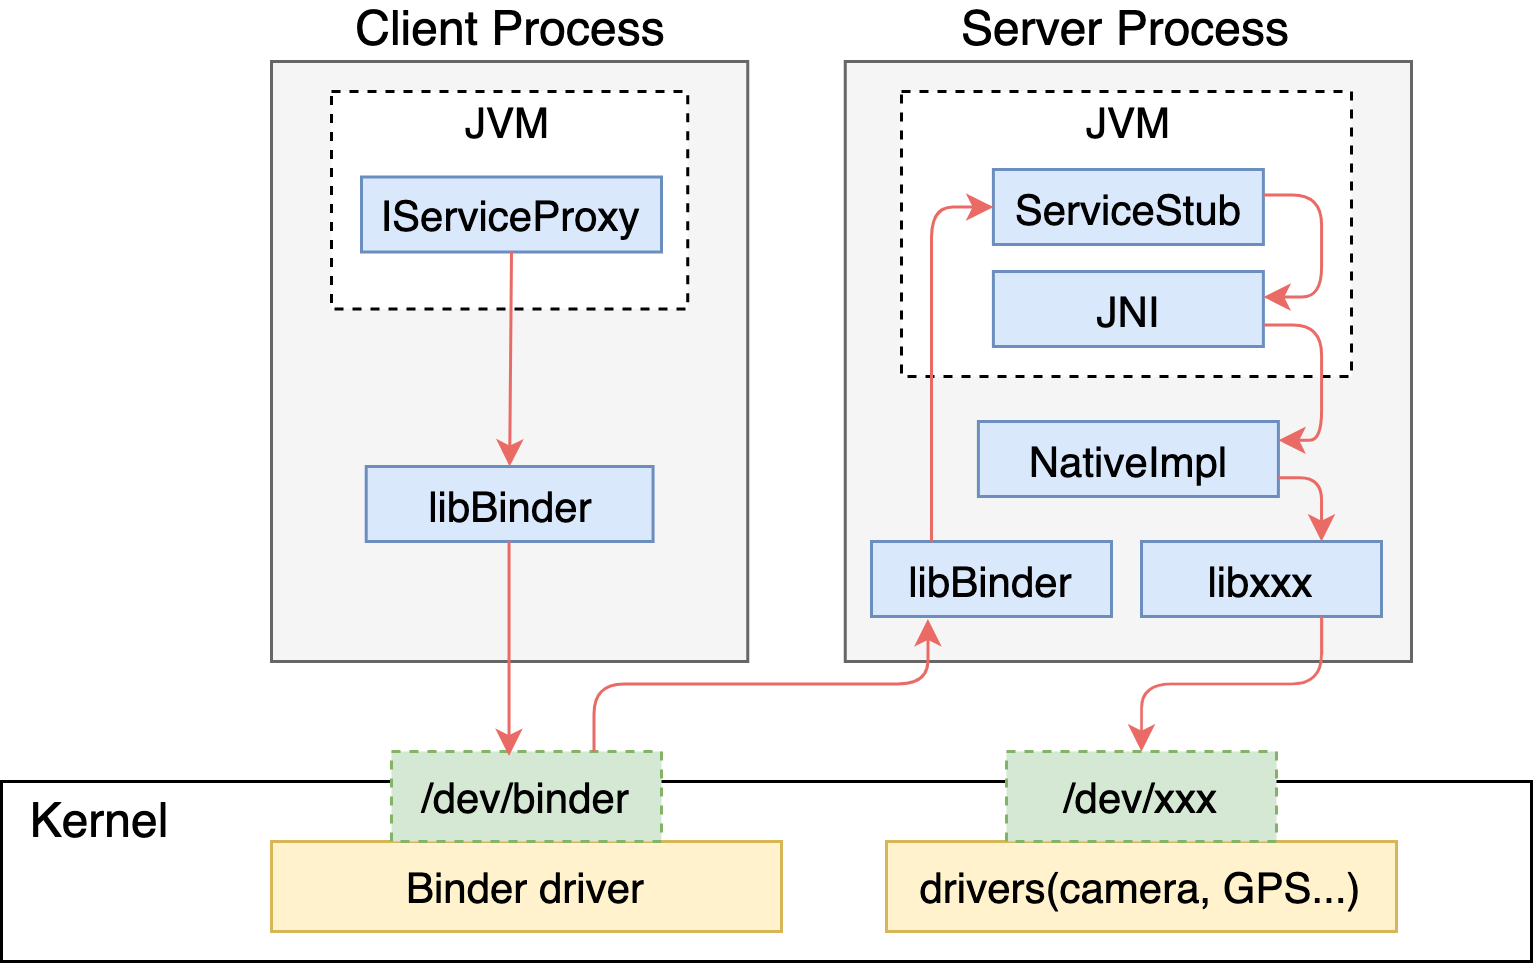 Client Process
Server Process
JVM
IServiceProxy
libBinder
JVM
ServiceStub
JNI
NativeImpl
libBinder
libxxx
Kernel
/dev/binder
/dev/xxx
Binder driver
drivers(camera, GPS...)